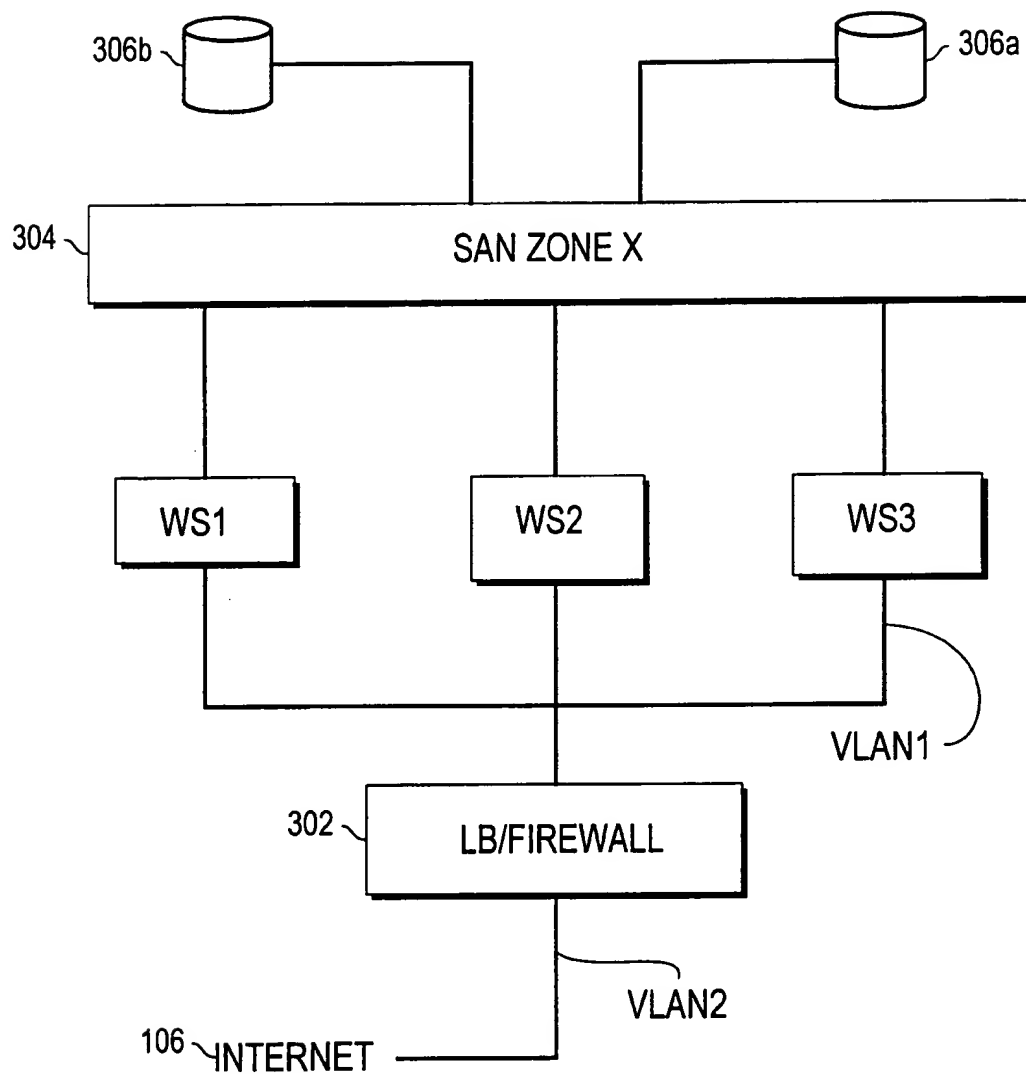 306b
306a
304
SAN ZONE X
WS1
WS2
WS3
VLAN1
302
LB/FIREWALL
VLAN2
106
INTERNET